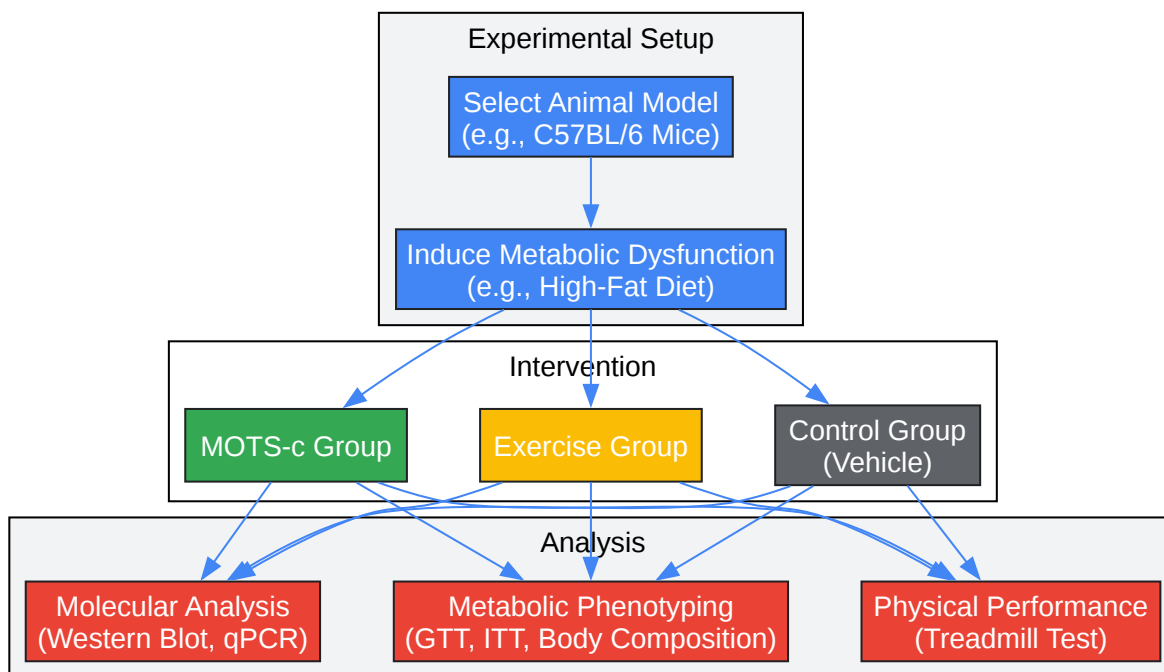 Experimental Setup
Select Animal Model
(e.g., C57BL/6 Mice)
Induce Metabolic Dysfunction
(e.g., High-Fat Diet)
Intervention
MOTS-c Group
Exercise Group
Control Group
(Vehicle)
Analysis
Molecular Analysis
(Western Blot, qPCR)
Metabolic Phenotyping
(GTT, ITT, Body Composition)
Physical Performance
(Treadmill Test)